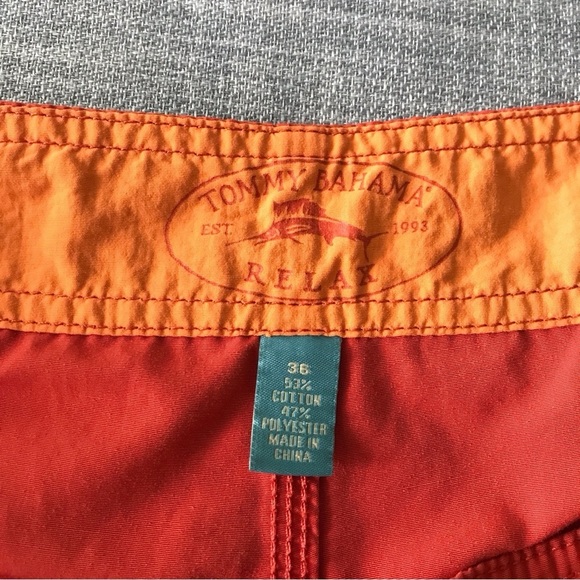 TOMMY BAHAMA®
EST. 1993
RELAX
36
53%
COTTON
47%
POLYESTER
MADE IN
CHINA